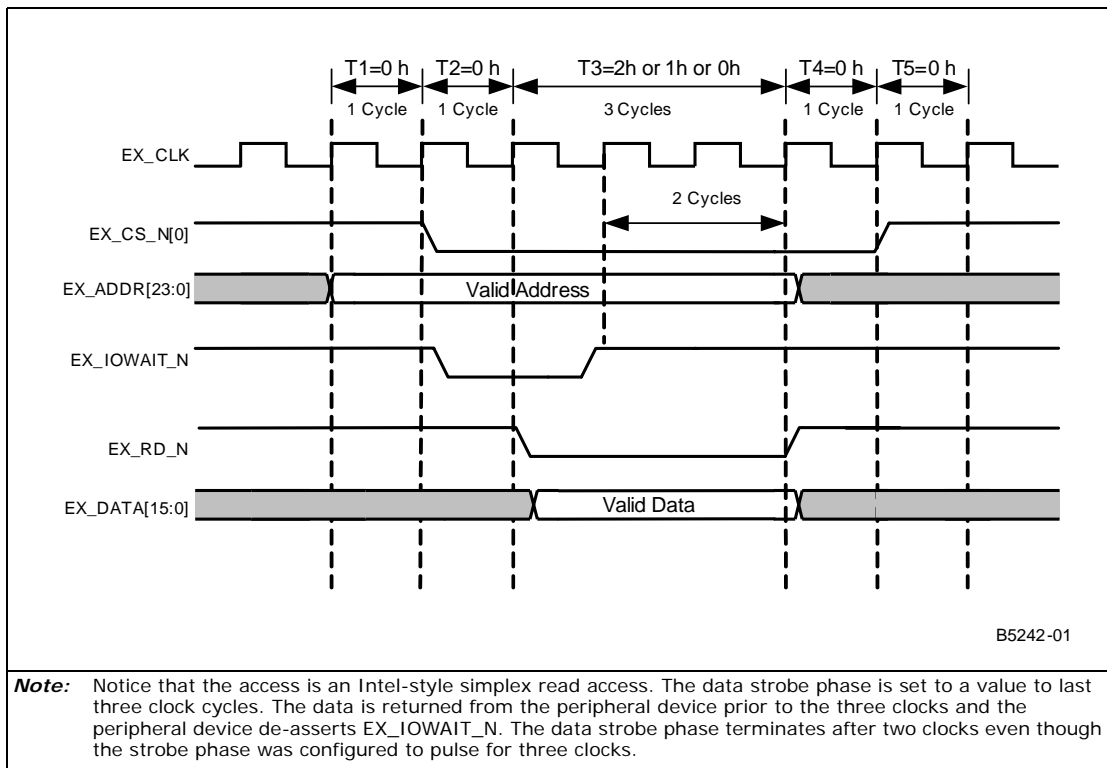 T1=0 h T2=0 h T3=2h or 1h or 0h T4=0 h T5=0 h
1 Cycle 1 Cycle 3 Cycles 1 Cycle 1 Cycle
EX_CLK
2 Cycles
EX_CS_N[0]
EX_ADDR[23:0] Valid Address
EX_IOWAIT_N
EX_RD_N
EX_DATA[15:0] Valid Data
B5242-01
Note: Notice that the access is an Intel-style simplex read access. The data strobe phase is set to a value to last
three clock cycles. The data is returned from the peripheral device prior to the three clocks and the
peripheral device de-asserts EX_IOWAIT_N. The data strobe phase terminates after two clocks even though
the strobe phase was configured to pulse for three clocks.